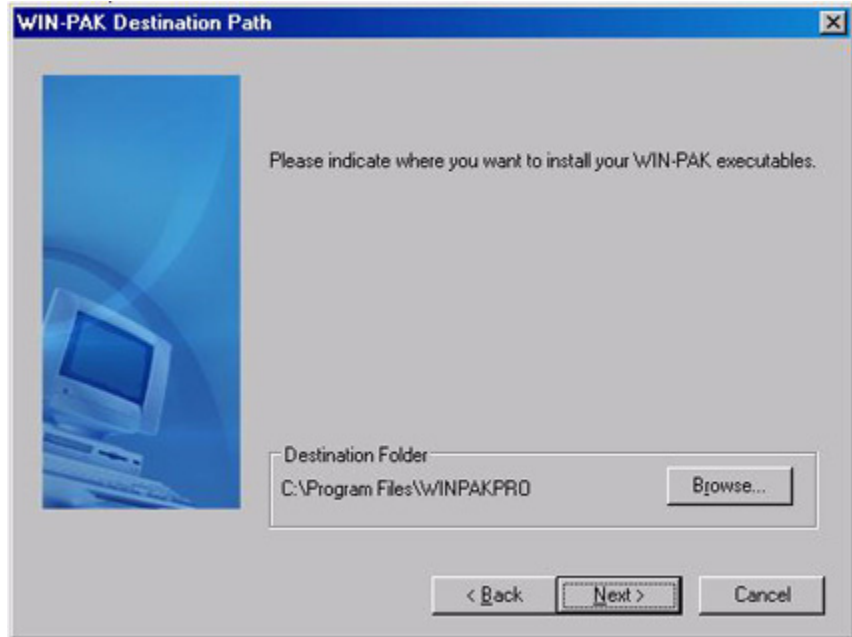 WIN-PAK Destination Path
Please indicate where you want to install your WIN-PAK executables.
Destination Folder
C:\Program Files\WINPAKPRO
Browse...
< Back
Next >
Cancel